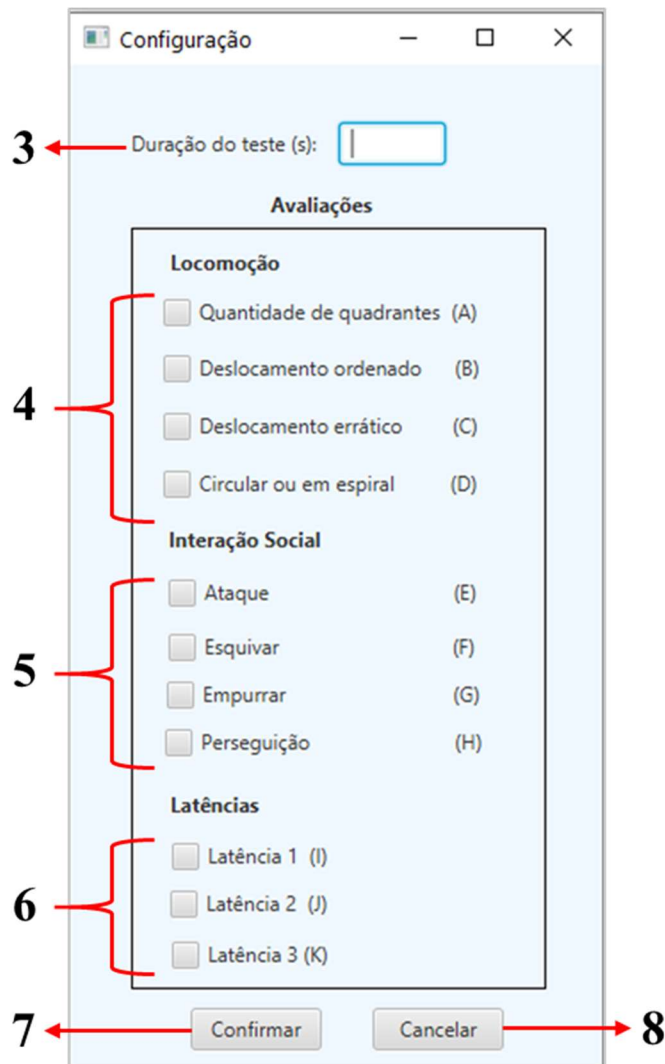 Configuração
3 Duração do teste (s):
Avaliações
Locomoção
4
Quantidade de quadrantes (A)
Deslocamento ordenado (B)
Deslocamento errático (C)
Circular ou em espiral (D)
Interação Social
5
Ataque (E)
Esquivar (F)
Empurrar (G)
Perseguição (H)
Latências
6
Latência 1 (I)
Latência 2 (J)
Latência 3 (K)
7 Confirmar Cancelar 8